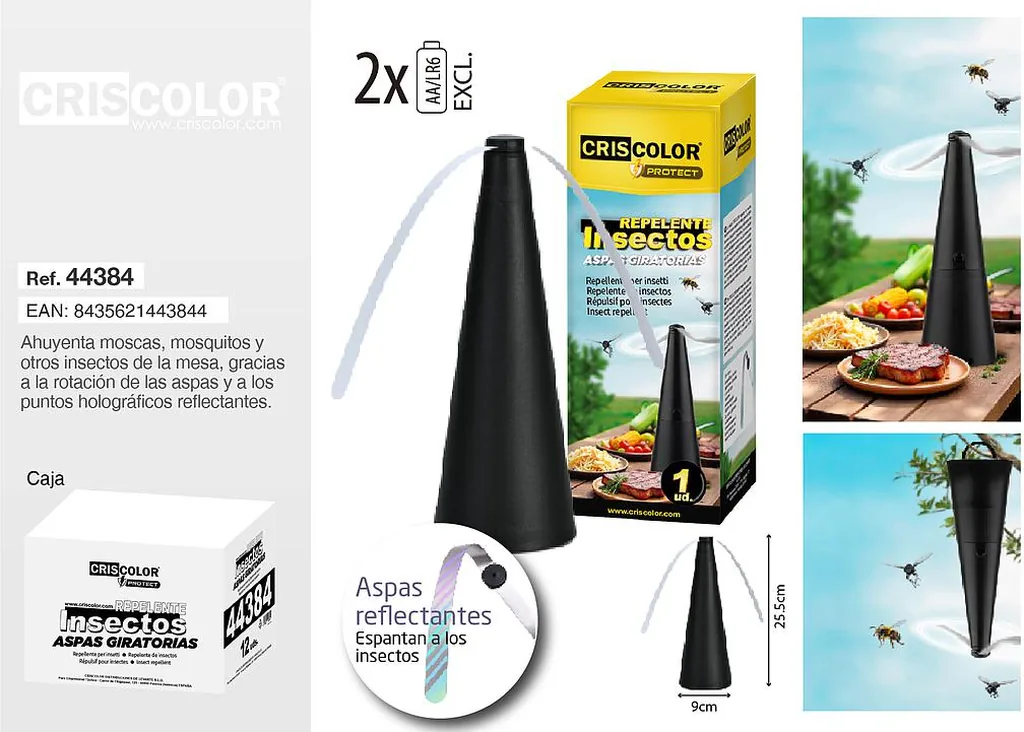 CRISCOLOR®
www.criscolor.com
Ref. 44384
EAN: 8435621443844
Ahuyenta moscas, mosquitos y
otros insectos de la mesa, gracias
a la rotación de las aspas y a los
puntos holográficos reflectantes.
Caja
CRISCOLOR
PROTECT
www.criscolor.com REPELENTE
Insectos
ASPAS GIRATORIAS
Repellente per insetti ● Repelente de insectos
Répulsif pour insectes ● Insect repellent
44384
12 uds.
2x
AA/LR6
EXCL.
CRISCOLOR
CRISCOLOR
CRISCOLOR
PROTECT
REPELENTE
Insectos
ASPAS GIRATORIAS
Repellent per insetti
Repelente insectos
Répulsif pour insectes
Insect repellent
1
ud.
www.criscolor.com
Aspas
reflectantes
Espantan a los
insectos
25.5cm
9cm